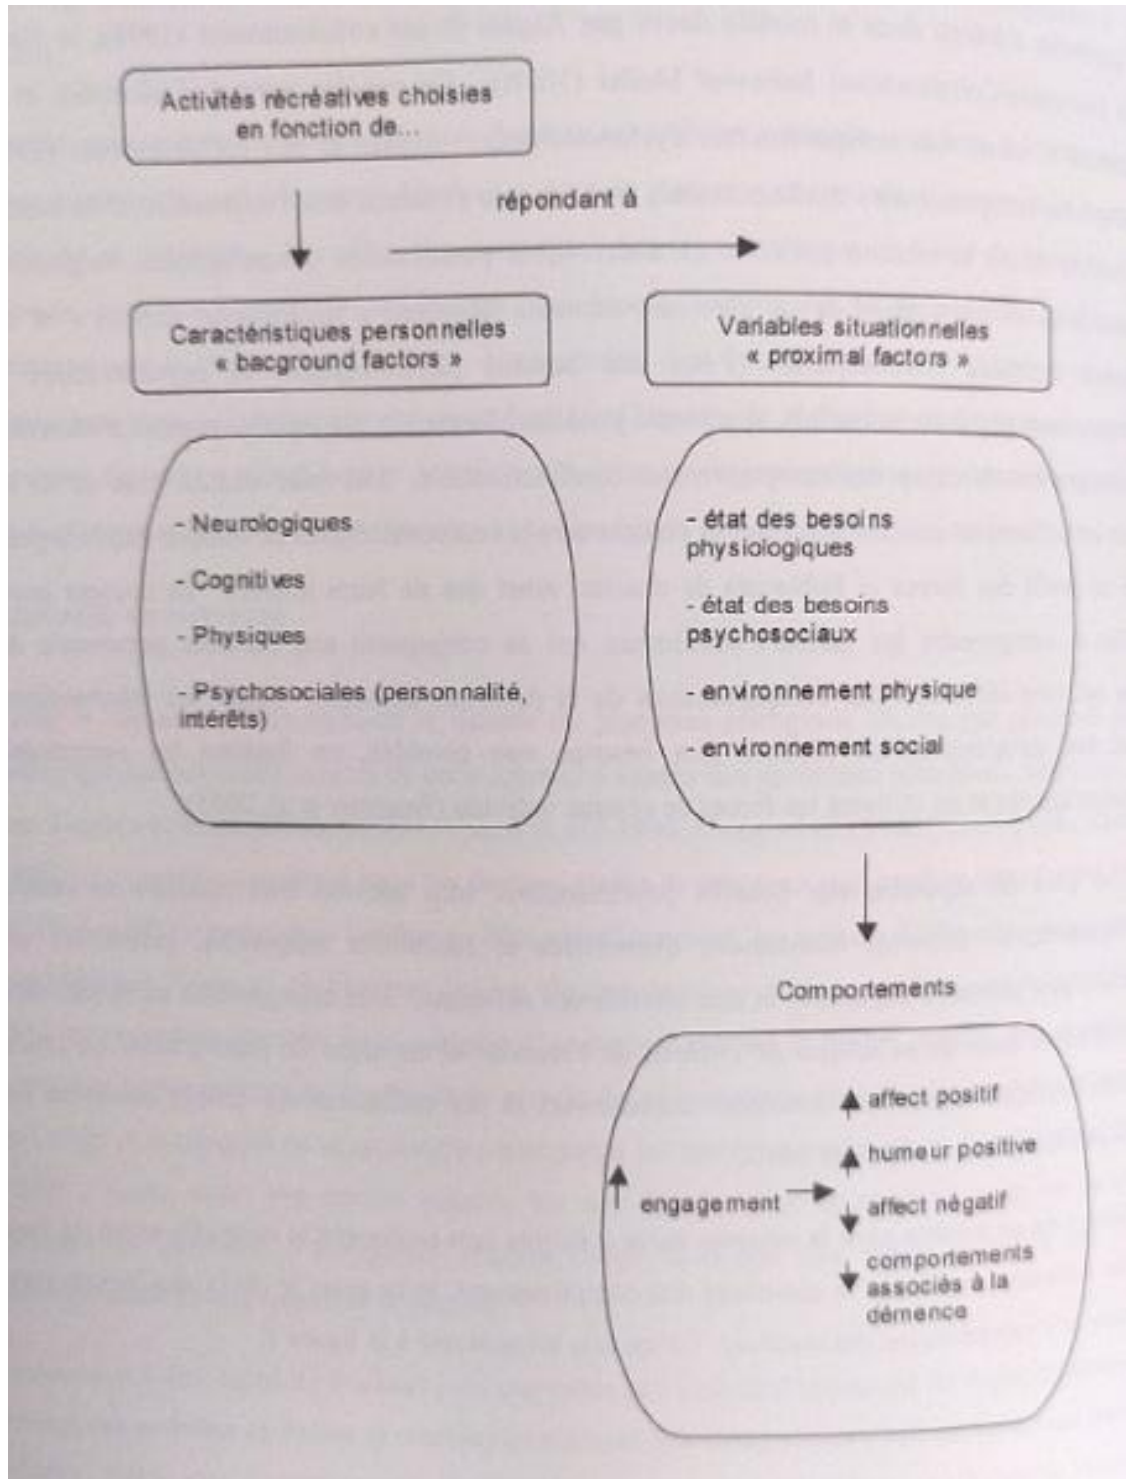 Activités récréatives choisies
en fonction de...
répondant à
Caractéristiques personnelles
« bacground factors »
Variables situationnelles
« proximal factors »
- Neurologiques
- Cognitives
- Physiques
- Psychosociales (personnalité,
intérêts)
- état des besoins
physiologiques
- état des besoins
psychosociaux
- environnement physique
- environnement social
Comportements
affect positif
humeur positive
engagement
affect négatif
comportements
associés à la
démence